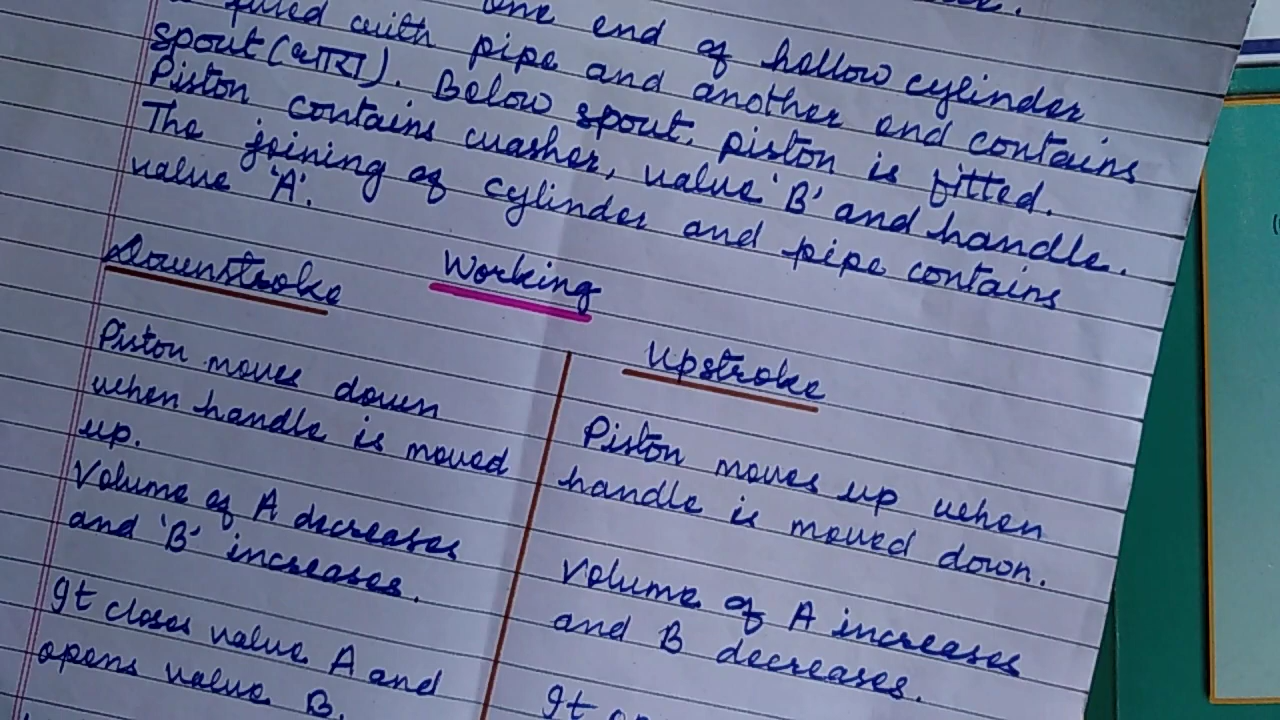 one end of hollow cylinder
fitted with pipe and another end contains
spout (धारा). Below spout, piston is fitted.
Piston contains washer, value 'B' and handle.
The joining of cylinder and pipe contains
value 'A'.
Working
Downstroke
Piston moves down
when handle is moved
up.
Volume of A decreases
and 'B' increases.
It closes value A and
opens value B.
Upstroke
Piston moves up when
handle is moved down.
Volume of A increases
and B decreases.
It